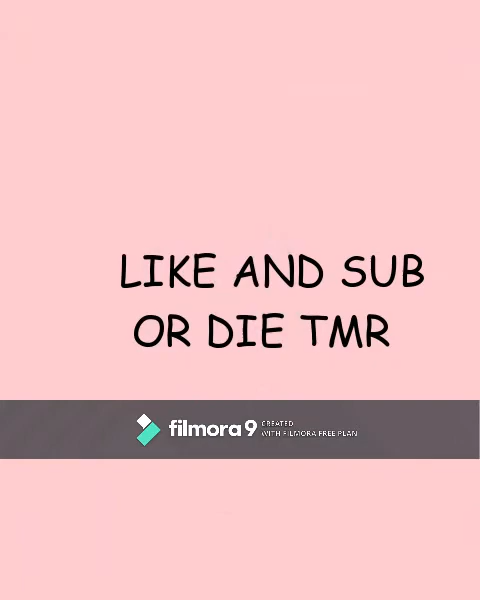 LIKE AND SUB
OR DIE TMR
filmora 9 CREATED
WITH FILMORA FREE PLAN